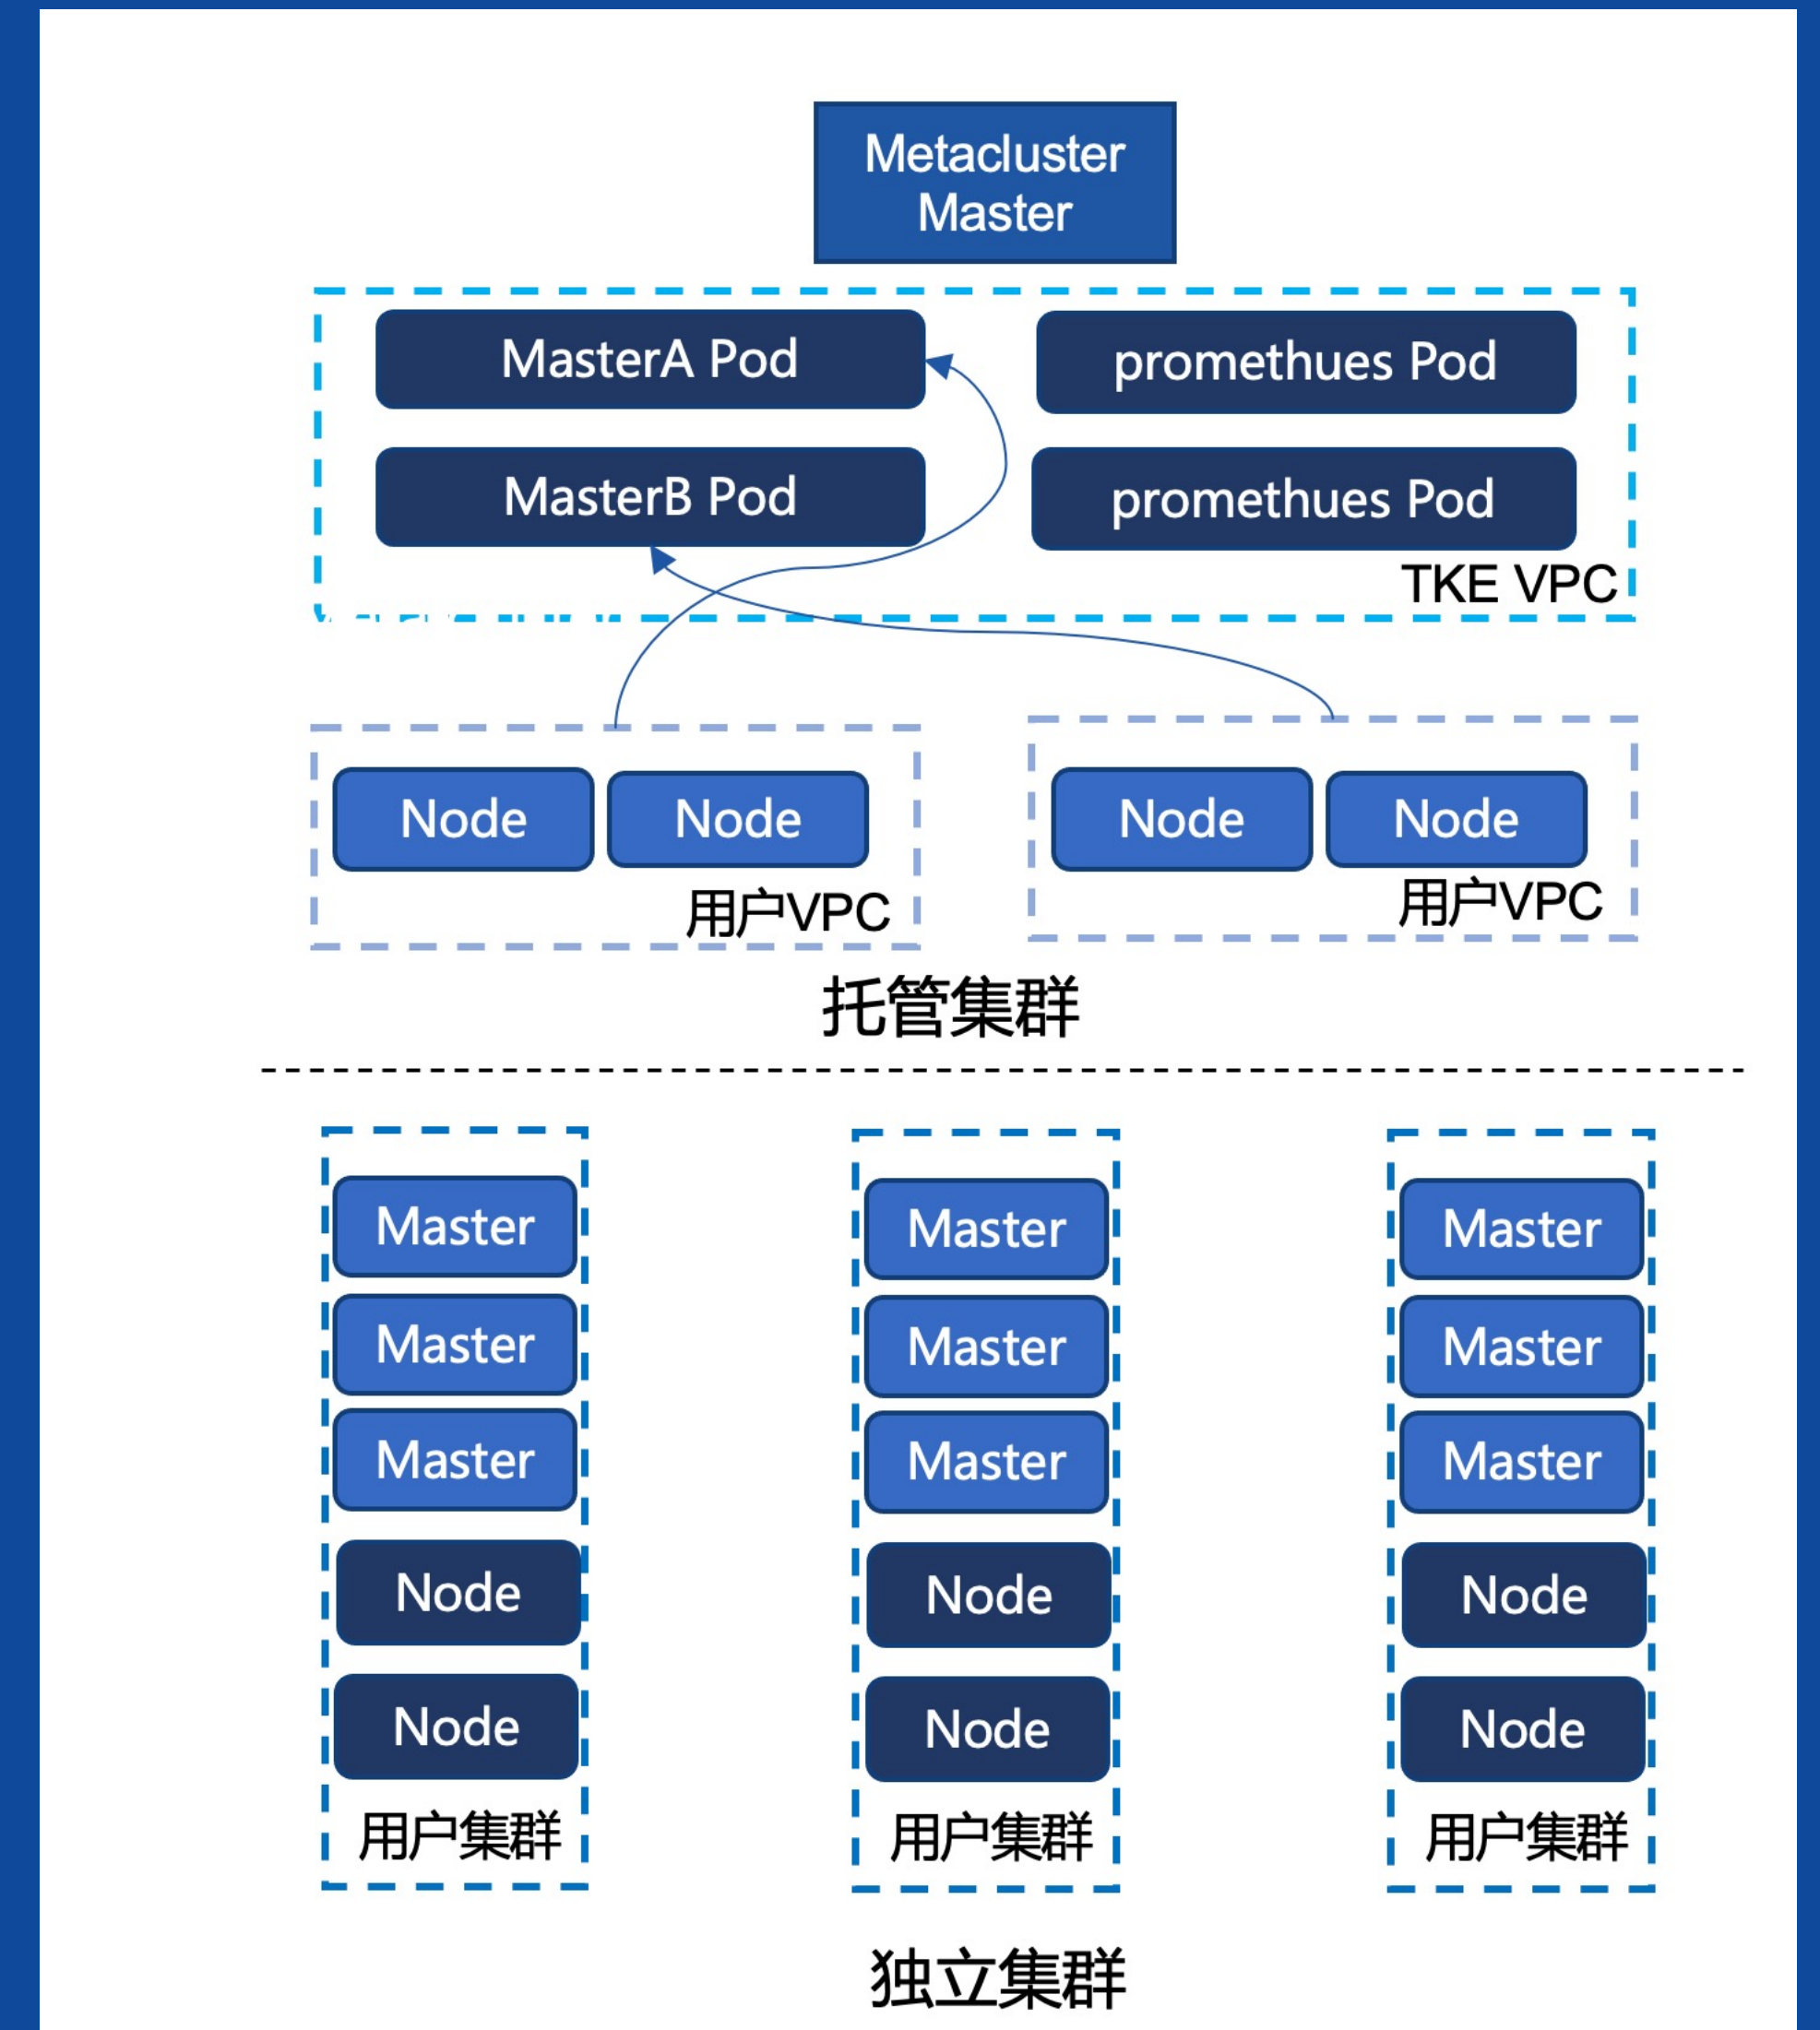 Metacluster
Master
MasterA Pod
promethues Pod
MasterB Pod
promethues Pod
TKE VPC
Node
Node
Node
Node
用户VPC
用户VPC
托管集群
Master
Master
Master
Master
Master
Master
Master
Master
Master
Node
Node
Node
Node
Node
Node
用户集群
用户集群
用户集群
独立集群